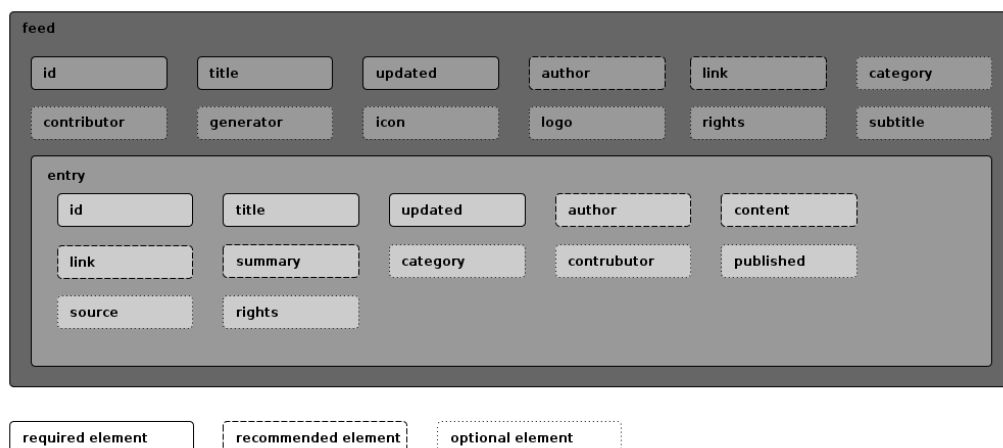 feed
id title updated author link category
contributor generator icon logo rights subtitle
entry
id title updated author content
link summary category contrubutor published
source rights
required element recommended element optional element